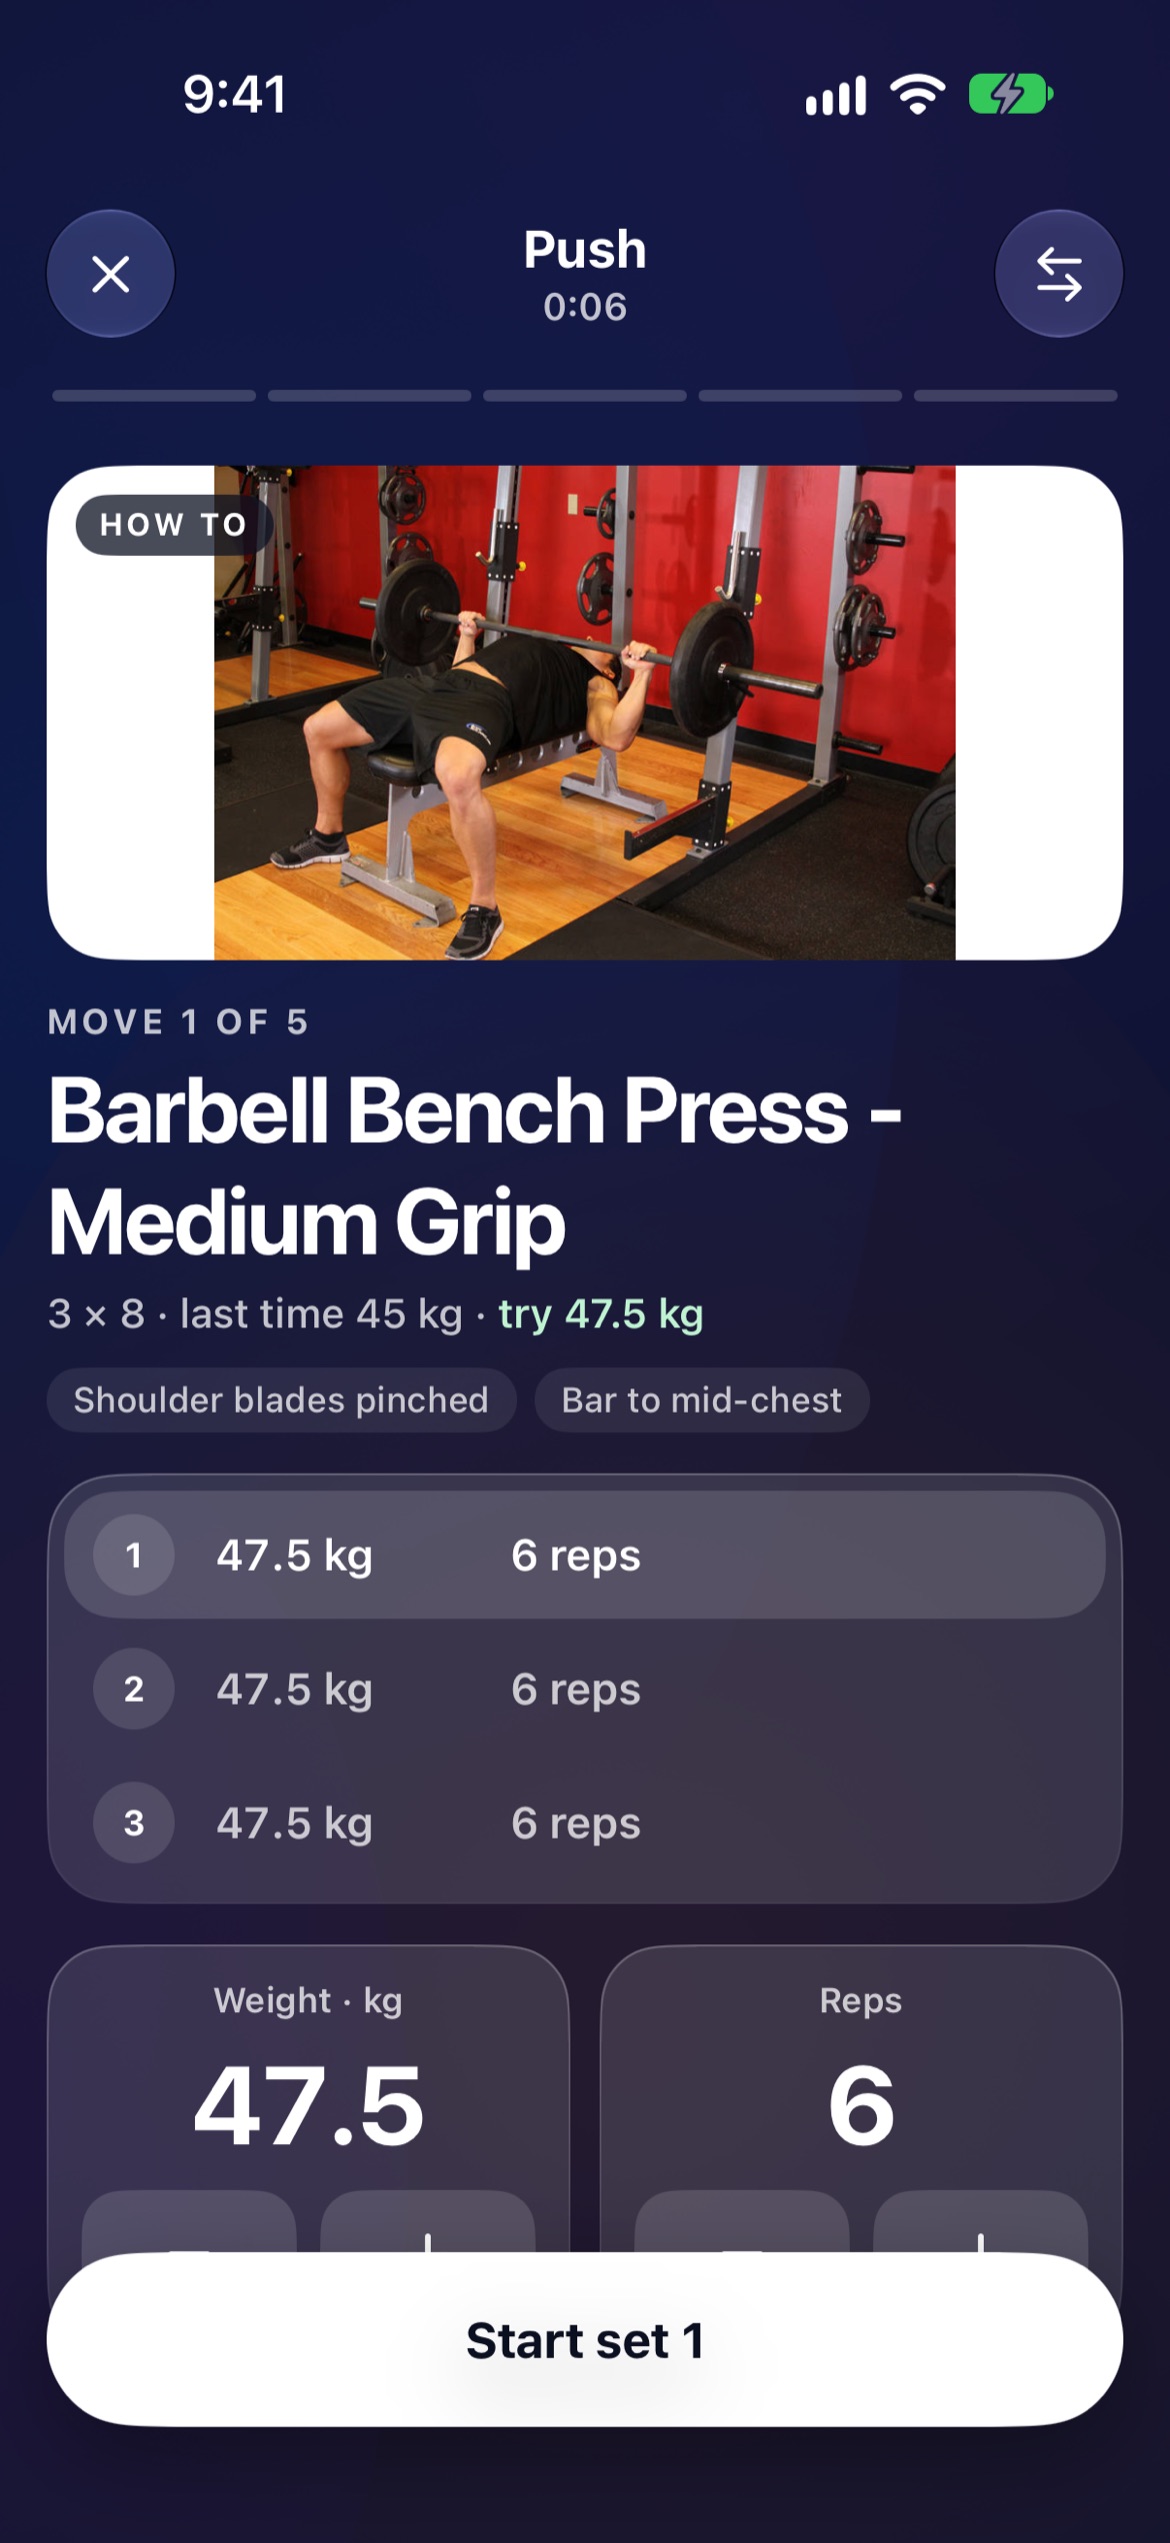 9:41
Push
0:06
HOW TO
MOVE 1 OF 5
Barbell Bench Press -
Medium Grip
3 × 8 · last time 45 kg · try 47.5 kg
Shoulder blades pinched
Bar to mid-chest
1 47.5 kg 6 reps
2 47.5 kg 6 reps
3 47.5 kg 6 reps
Weight · kg
47.5
Reps
6
Start set 1